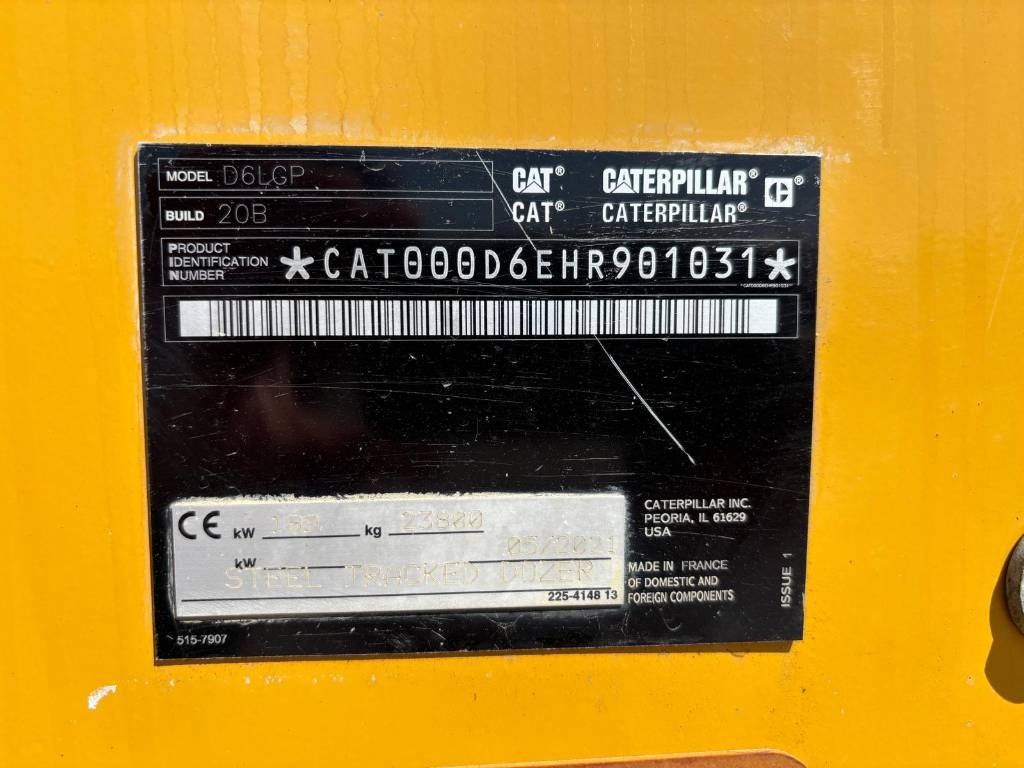 MODEL D6LGP
BUILD 20B
CAT® CATERPILLAR® C®
CAT® CATERPILLAR®
PRODUCT
IDENTIFICATION
NUMBER
*CAT000D6EHR901031*
*CAT000D6EHR901031*
CE kW kg 23800
05/2021
kW
STEEL TRACKED DOZER
225-4148 13
CATERPILLAR INC.
PEORIA, IL 61629
USA
MADE IN FRANCE
OF DOMESTIC AND
FOREIGN COMPONENTS
ISSUE 1
515-7907